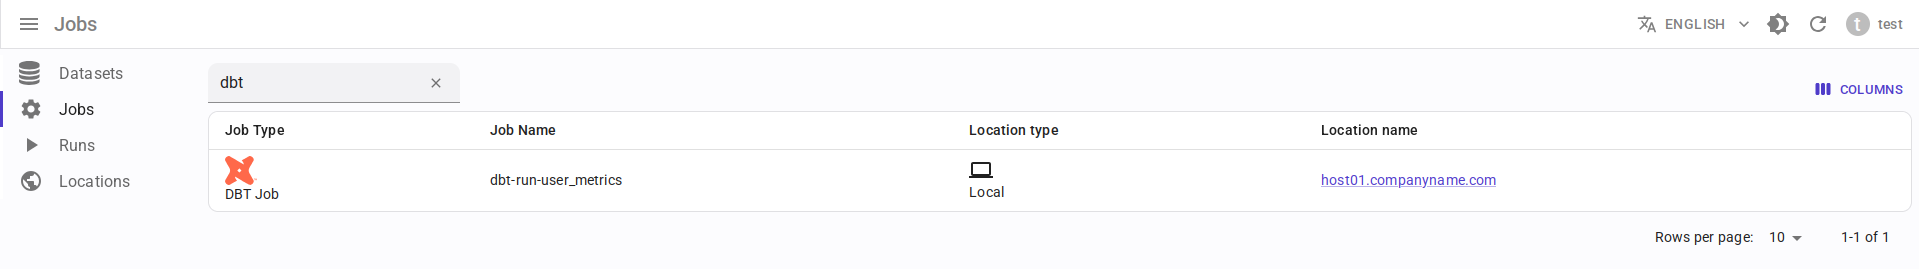 Jobs
ENGLISH
t
test
Datasets
Jobs
Runs
Locations
dbt
COLUMNS
Job Type Job Name Location type Location name
DBT Job dbt-run-user_metrics Local host01.companyname.com
Rows per page: 10 1-1 of 1